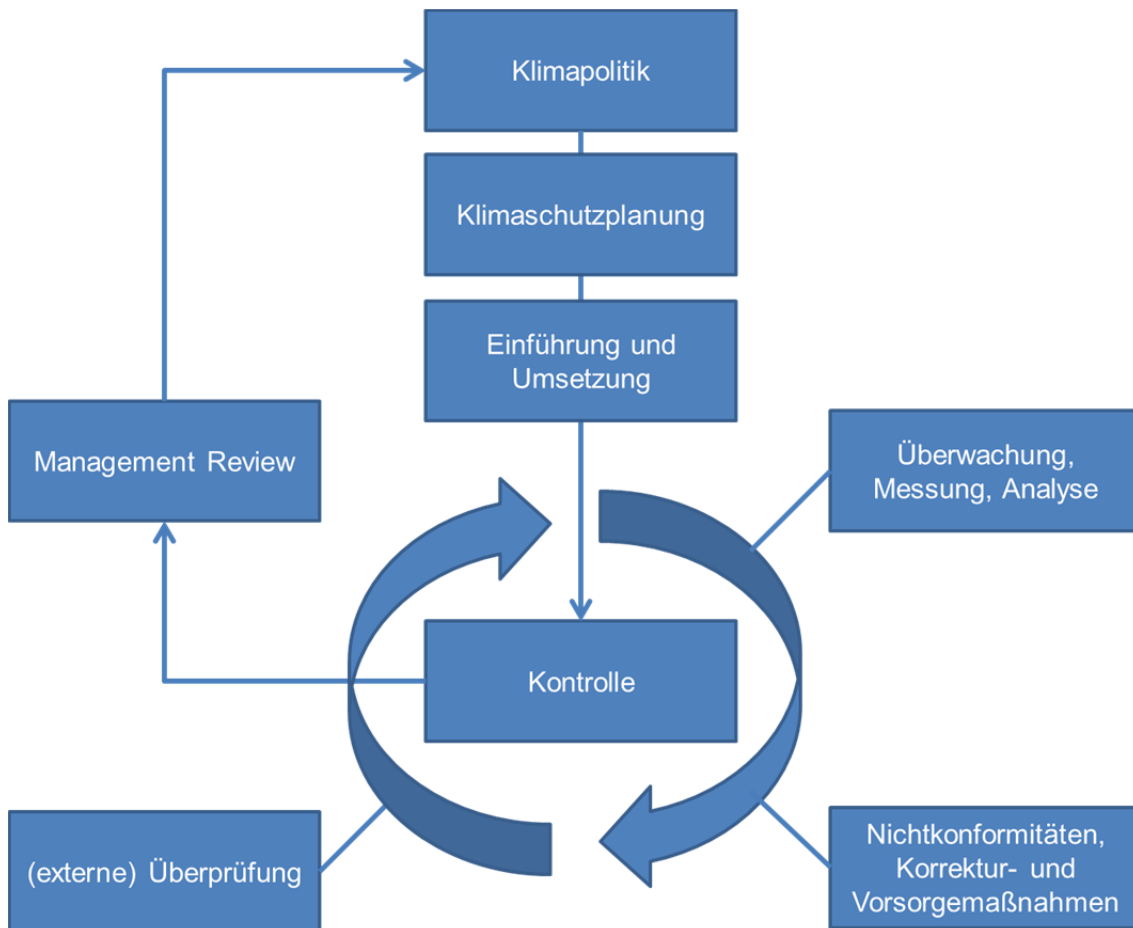 Klimapolitik
Klimaschutzplanung
Einführung und
Umsetzung
Management Review
Überwachung,
Messung, Analyse
Kontrolle
(externe) Überprüfung
Nichtkonformitäten,
Korrektur- und
Vorsorgemaßnahmen